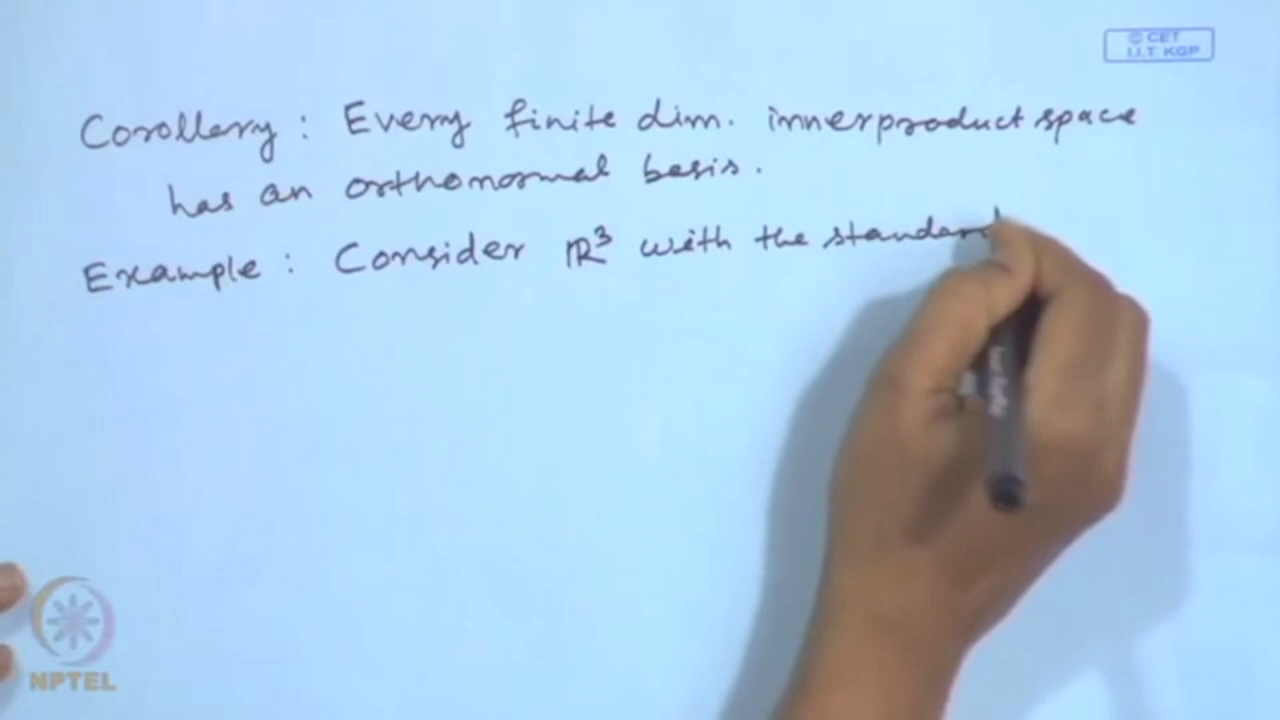 © CET
I.I.T. KGP
Corollary : Every finite dim. innerproduct space
has an orthonormal basis.
Example : Consider ℝ³ with the standard
NPTEL